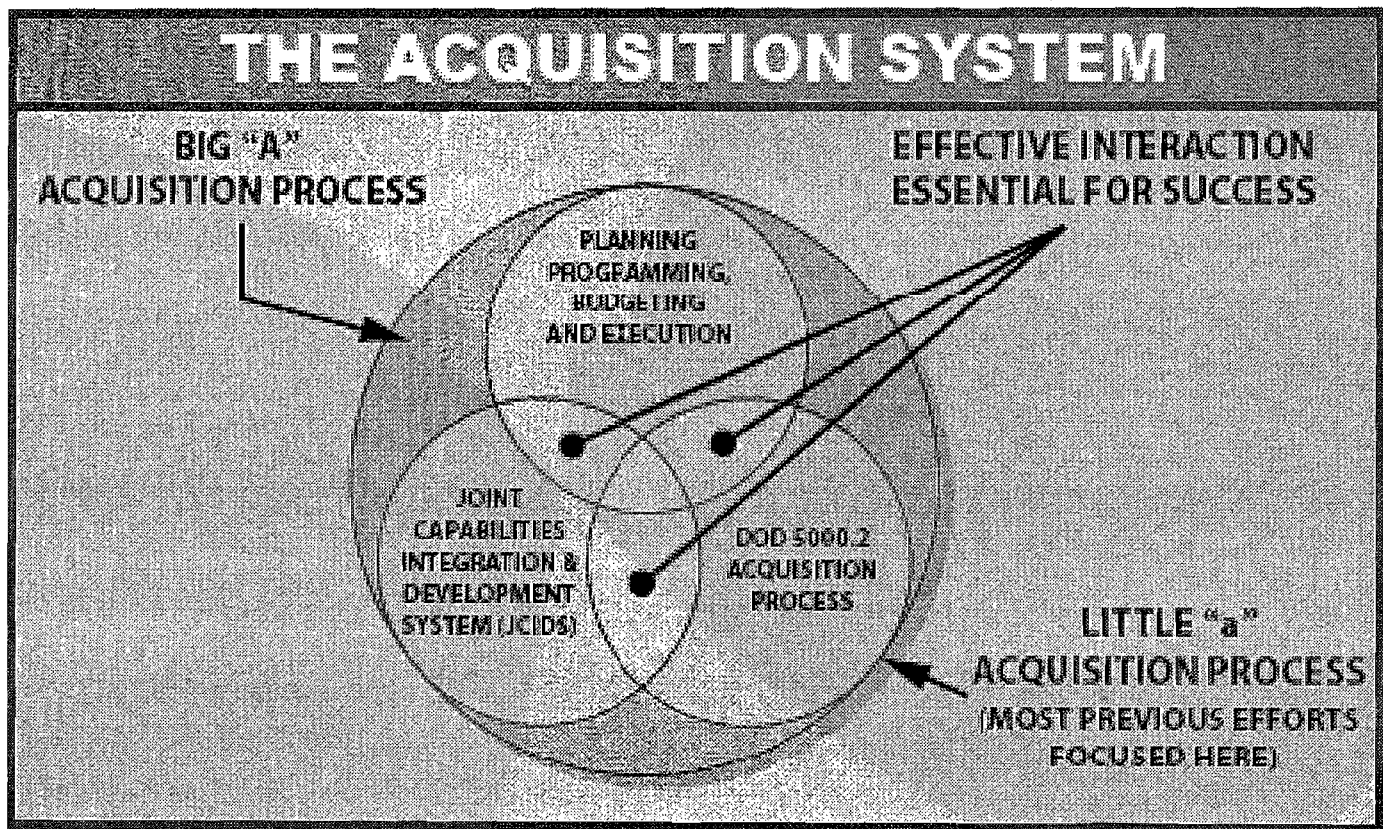 THE ACQUISITION SYSTEM
BIG “A”
ACQUISITION PROCESS
EFFECTIVE INTERACTION
ESSENTIAL FOR SUCCESS
PLANNING
PROGRAMMING,
BUDGETING
AND EXECUTION
JOINT
CAPABILITIES
INTEGRATION &
DEVELOPMENT
SYSTEM (JCIDS)
DOD 5000.2
ACQUISITION
PROCESS
LITTLE “a”
ACQUISITION PROCESS
(MOST PREVIOUS EFFORTS
FOCUSED HERE)